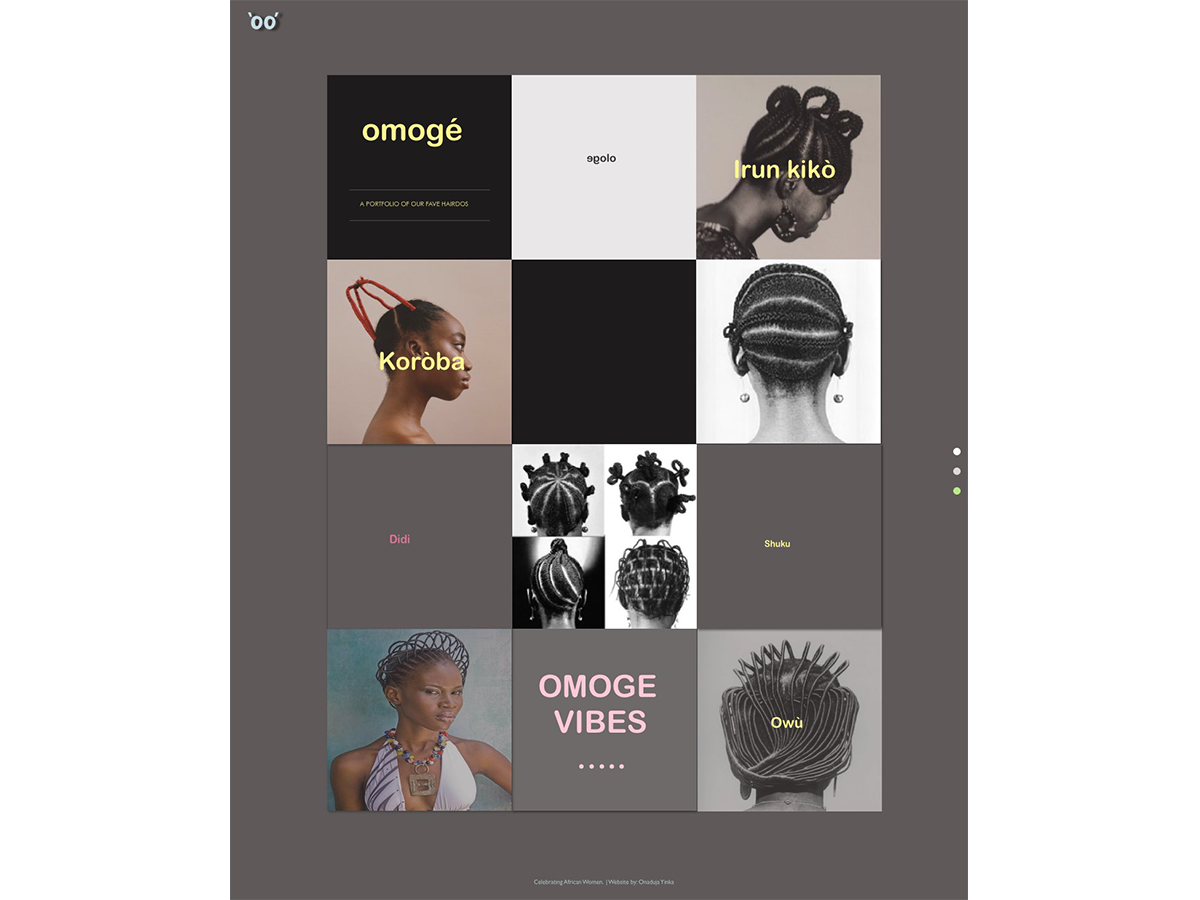 `oo´
omogé
A PORTFOLIO OF OUR FAVE HAIRDOS
ologe
Irun kikò
Koròba
Didi
Shuku
OMOGE
VIBES
Owù
Celebrating African Women. | Website by: Onaduja Yinka